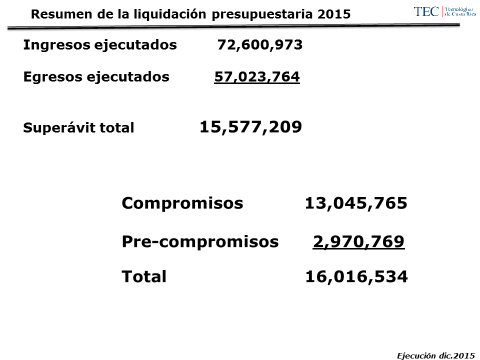 Resumen de la liquidación presupuestaria 2015
TEC Tecnológico de Costa Rica
Ingresos ejecutados 72,600,973
Egresos ejecutados 57,023,764
Superávit total 15,577,209
Compromisos 13,045,765
Pre-compromisos 2,970,769
Total 16,016,534
Ejecución dic.2015